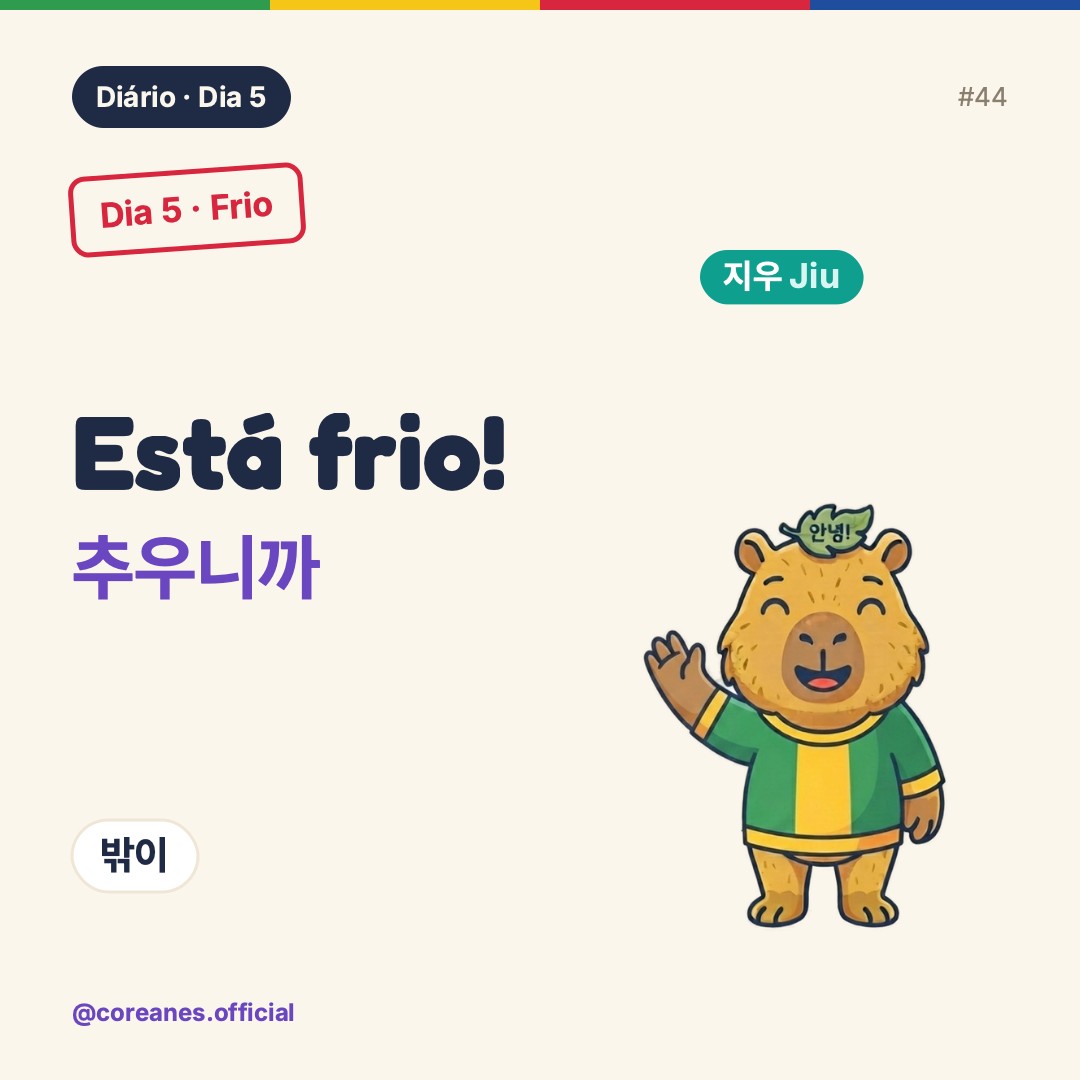 Diário · Dia 5
#44
Dia 5 · Frio
지우 Jiu
Está frio!
추우니까
안녕!
밖이
@coreanes.official